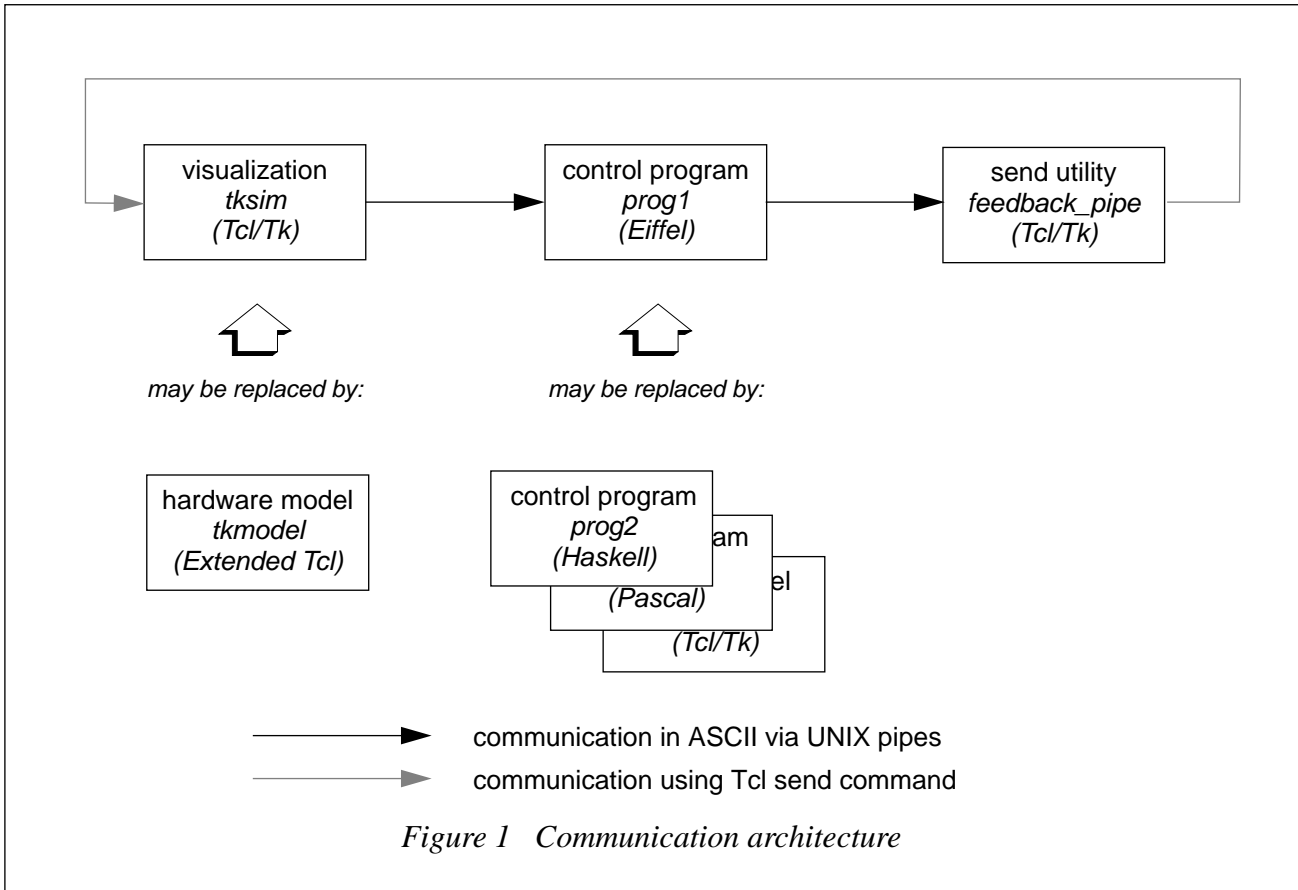 visualization
tksim
(Tcl/Tk)
control program
prog1
(Eiffel)
send utility
feedback_pipe
(Tcl/Tk)
may be replaced by:
may be replaced by:
hardware model
tkmodel
(Extended Tcl)
control program
prog2
(Haskell)
am
(Pascal)
el
(Tcl/Tk)
communication in ASCII via UNIX pipes
communication using Tcl send command
Figure 1 Communication architecture